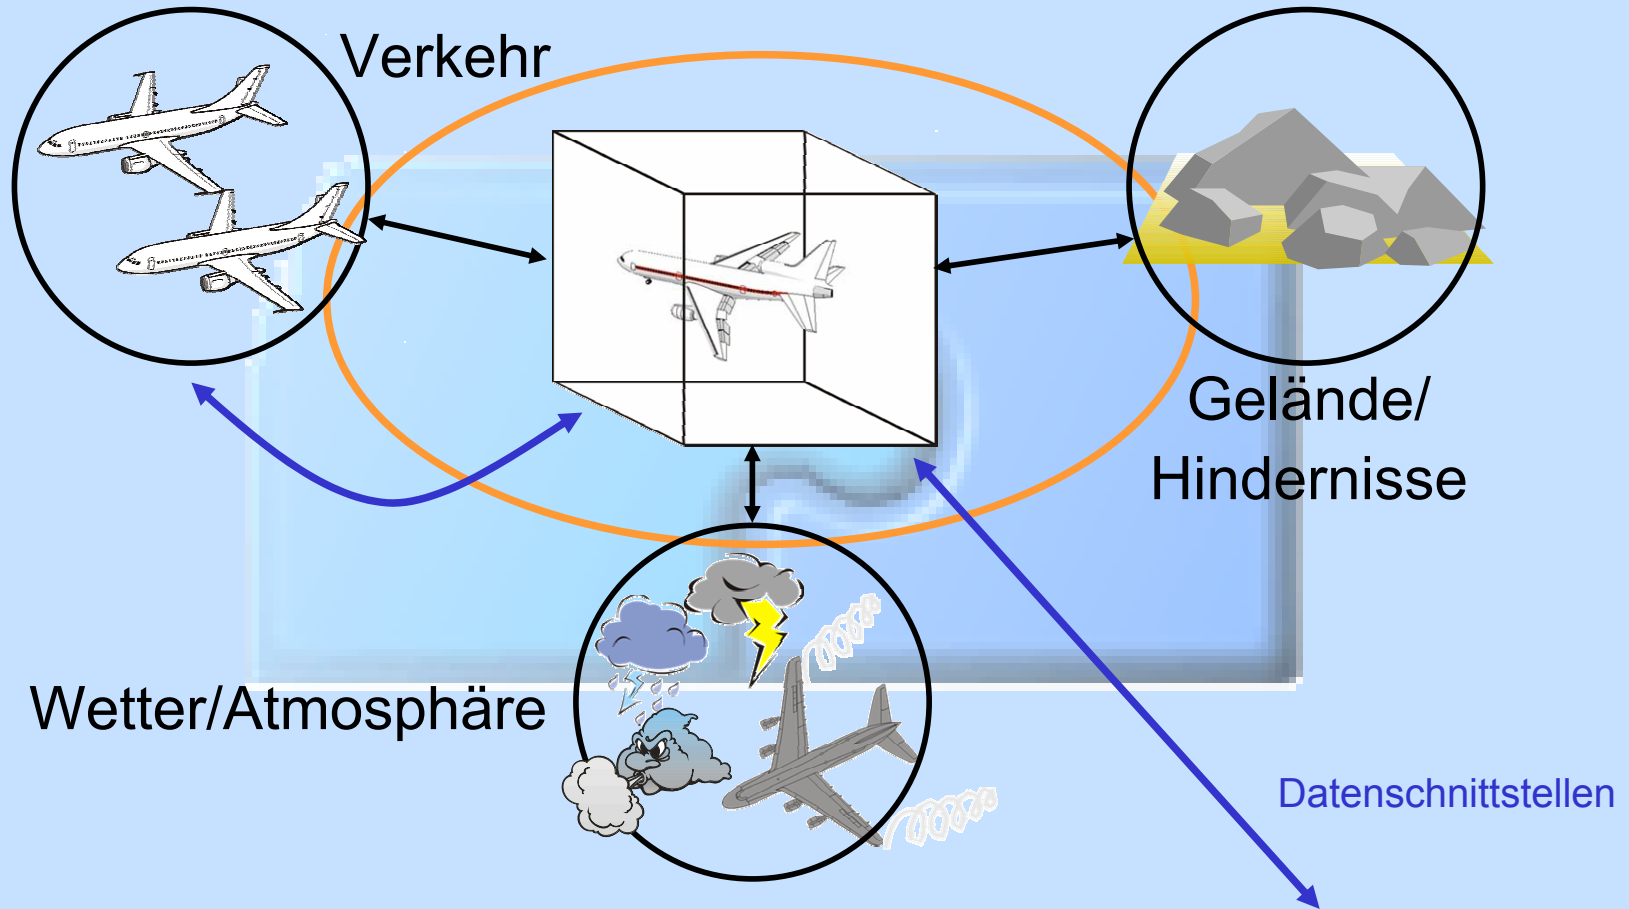 Verkehr
Gelände/
Hindernisse
Wetter/Atmosphäre
Datenschnittstellen